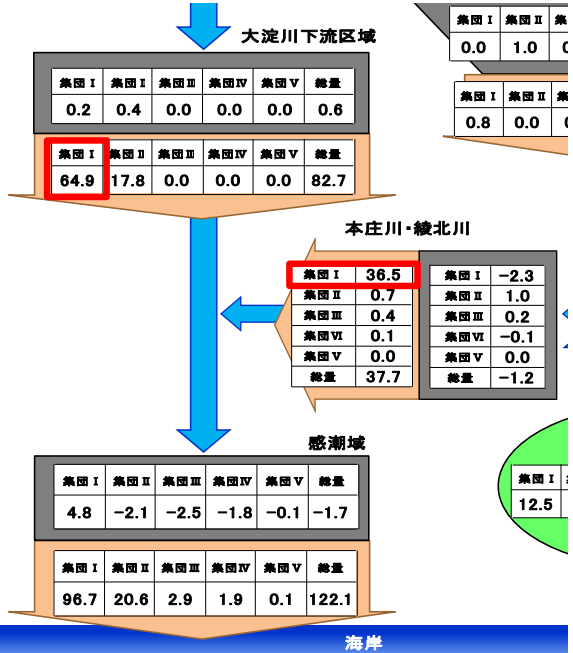 大淀川下流区域
集団Ⅰ 集団Ⅱ 集
0.0 1.0 0
集団Ⅰ 集団Ⅱ 集
0.8 0.0 0
集団Ⅰ 集団Ⅱ 集団Ⅲ 集団Ⅳ 集団Ⅴ 総量
0.2 0.4 0.0 0.0 0.0 0.6
集団Ⅰ 集団Ⅱ 集団Ⅲ 集団Ⅳ 集団Ⅴ 総量
64.9 17.8 0.0 0.0 0.0 82.7
本庄川・綾北川
集団Ⅰ 36.5
集団Ⅱ 0.7
集団Ⅲ 0.4
集団Ⅵ 0.1
集団Ⅴ 0.0
総量 37.7
集団Ⅰ −2.3
集団Ⅱ 1.0
集団Ⅲ 0.2
集団Ⅵ −0.1
集団Ⅴ 0.0
総量 −1.2
感潮域
集団Ⅰ 集団Ⅱ 集団Ⅲ 集団Ⅳ 集団Ⅴ 総量
4.8 −2.1 −2.5 −1.8 −0.1 −1.7
集団Ⅰ
12.5
集団Ⅰ 集団Ⅱ 集団Ⅲ 集団Ⅳ 集団Ⅴ 総量
96.7 20.6 2.9 1.9 0.1 122.1
海岸